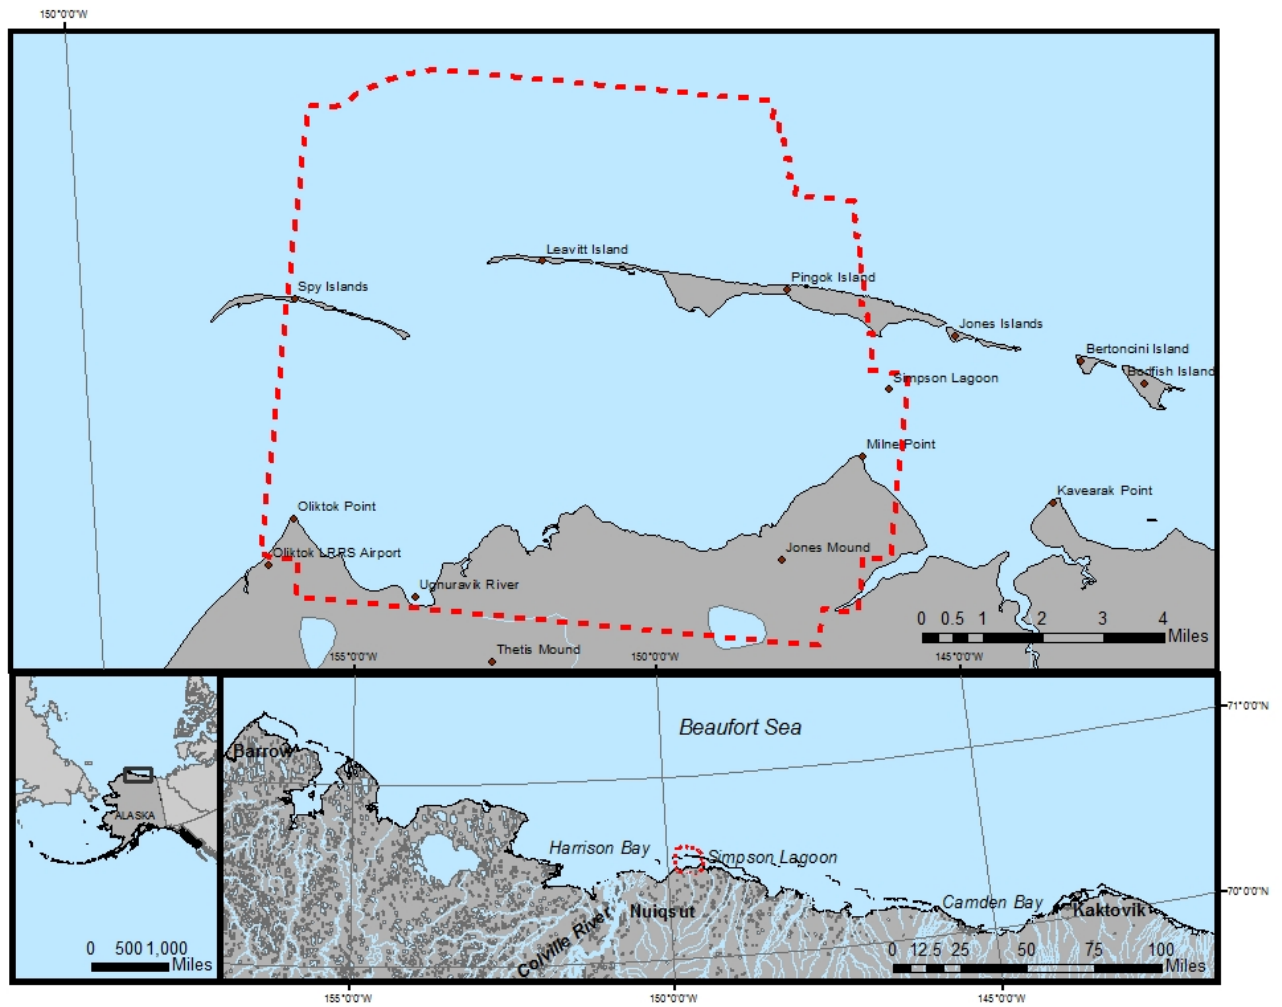 150°0'0"W
Leavitt Island
Pingok Island
Spy Islands
Jones Islands
Bertoncini Island
Bodfish Island
Simpson Lagoon
Milne Point
Kavearak Point
Oliktok Point
Jones Mound
Oliktok LRRS Airport
Ugnuravik River
0 0.5 1 2 3 4
Miles
Thetis Mound
155°0'0"W 150°0'0"W 145°0'0"W
71°0'0"N
Beaufort Sea
Barrow
ALASKA
Harrison Bay
Simpson Lagoon
70°0'0"N
Camden Bay
Nuiqsut
Kaktovik
Colville River
0 500 1,000
Miles
0 12.5 25 50 75 100
Miles
155°0'0"W 150°0'0"W 145°0'0"W